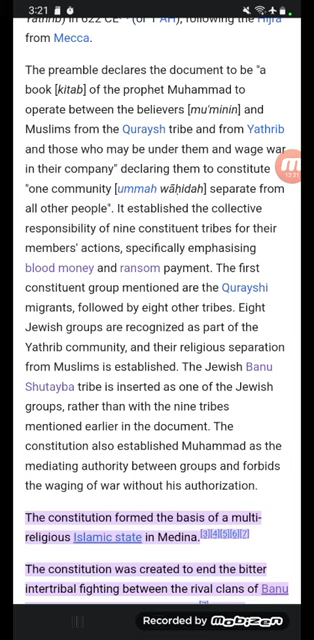 3:21
Yathrib) in 622 CE (or 1 AH), following the Hijra
from Mecca.
The preamble declares the document to be "a
book [kitab] of the prophet Muhammad to
operate between the believers [mu'minin] and
Muslims from the Quraysh tribe and from Yathrib
and those who may be under them and wage war
in their company" declaring them to constitute
"one community [ummah wāḥidah] separate from
all other people". It established the collective
responsibility of nine constituent tribes for their
members' actions, specifically emphasising
blood money and ransom payment. The first
constituent group mentioned are the Qurayshi
migrants, followed by eight other tribes. Eight
Jewish groups are recognized as part of the
Yathrib community, and their religious separation
from Muslims is established. The Jewish Banu
Shutayba tribe is inserted as one of the Jewish
groups, rather than with the nine tribes
mentioned earlier in the document. The
constitution also established Muhammad as the
mediating authority between groups and forbids
the waging of war without his authorization.
The constitution formed the basis of a multi-
religious Islamic state in Medina.[3][4][5][6][7]
The constitution was created to end the bitter
intertribal fighting between the rival clans of Banu
Recorded by mobizen